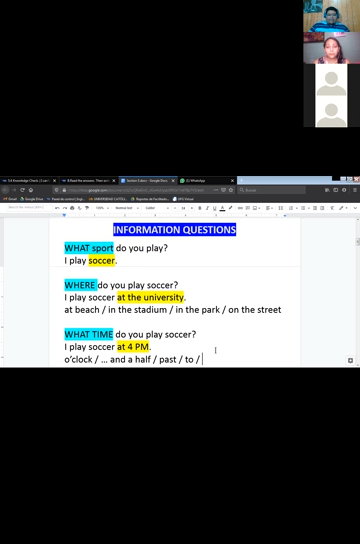 WhatsApp
INFORMATION QUESTIONS
WHAT sport do you play?
I play soccer.
WHERE do you play soccer?
I play soccer at the university.
at beach / in the stadium / in the park / on the street
WHAT TIME do you play soccer?
I play soccer at 4 PM.
o'clock / ... and a half / past / to /